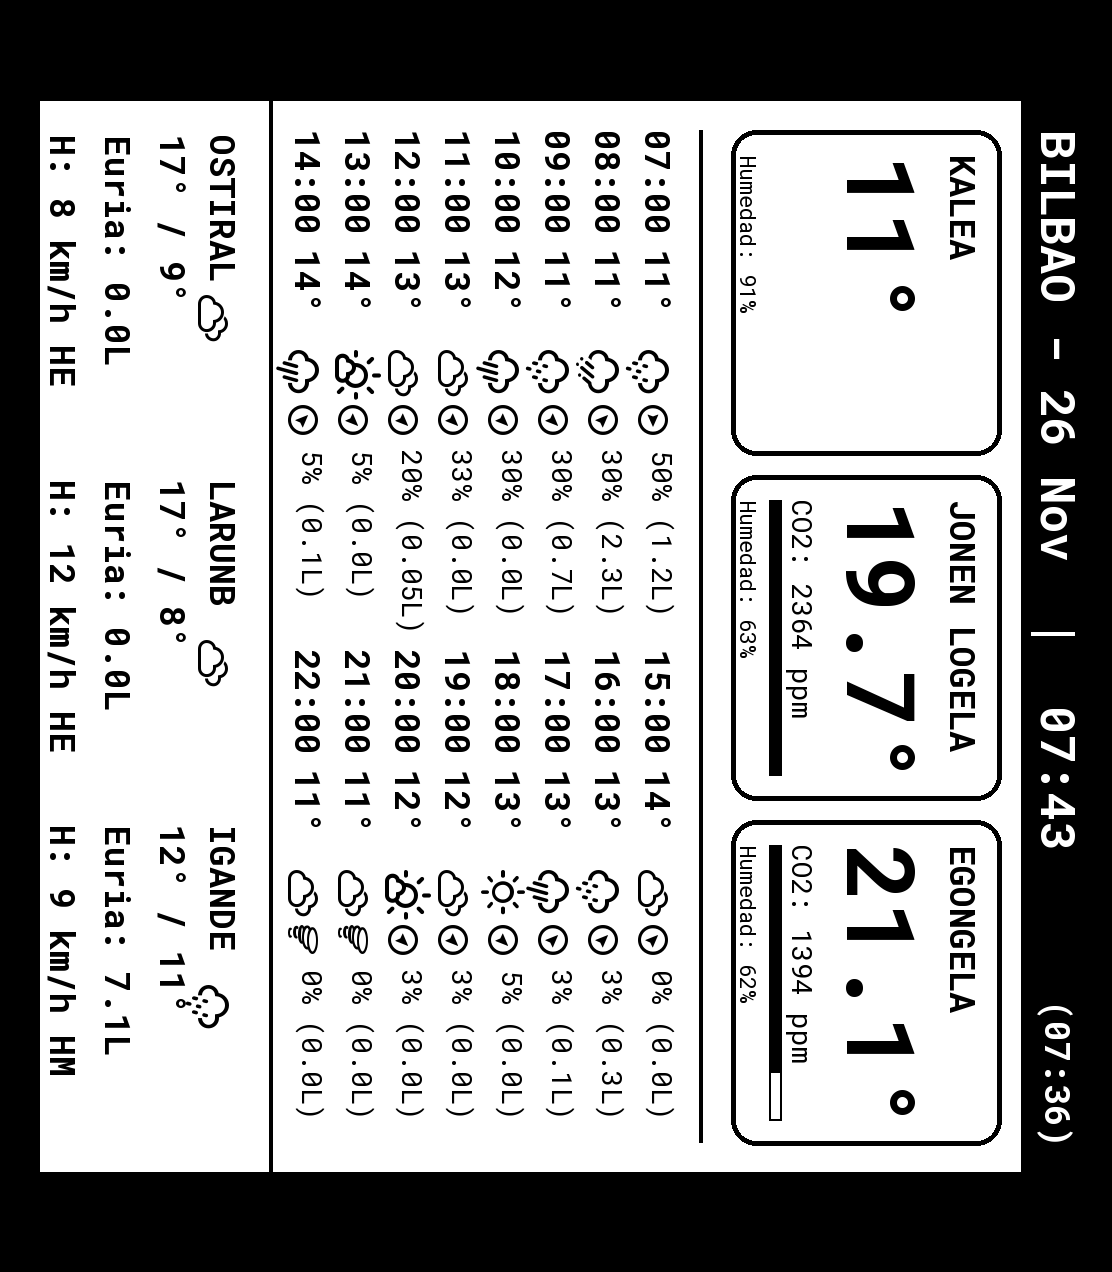 BILBAO – 26 Nov | 07:43 (07:36)
KALEA
11°
Humedad: 91%
JONEN LOGELA
19.7°
CO2: 2364 ppm
Humedad: 63%
EGONGELA
21.1°
CO2: 1394 ppm
Humedad: 62%
07:00 11° 50% (1.2L)
08:00 11° 30% (2.3L)
09:00 11° 30% (0.7L)
10:00 12° 30% (0.0L)
11:00 13° 33% (0.0L)
12:00 13° 20% (0.05L)
13:00 14° 5% (0.0L)
14:00 14° 5% (0.1L)
15:00 14° 0% (0.0L)
16:00 13° 3% (0.3L)
17:00 13° 3% (0.1L)
18:00 13° 5% (0.0L)
19:00 12° 3% (0.0L)
20:00 12° 3% (0.0L)
21:00 11° 0% (0.0L)
22:00 11° 0% (0.0L)
OSTIRAL
17° / 9°
Euria: 0.0L
H: 8 km/h HE
LARUNB
17° / 8°
Euria: 0.0L
H: 12 km/h HE
IGANDE
12° / 11°
Euria: 7.1L
H: 9 km/h HM